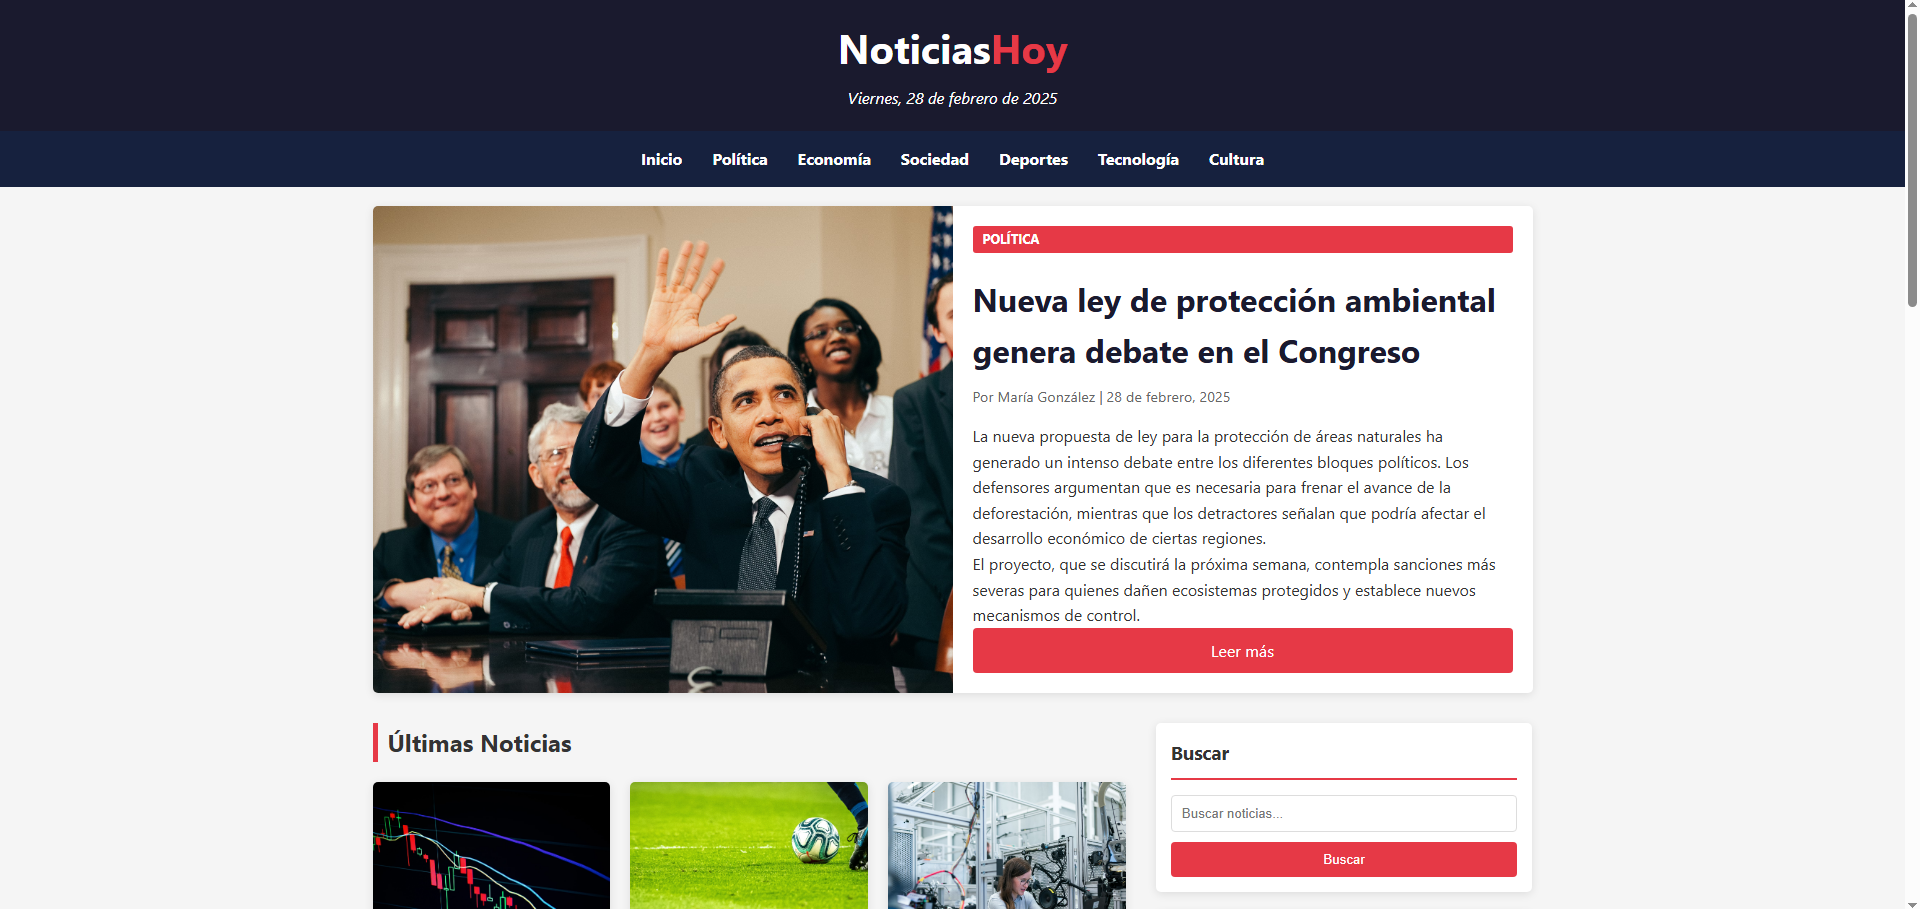 NoticiasHoy
Viernes, 28 de febrero de 2025
Inicio Política Economía Sociedad Deportes Tecnología Cultura
POLÍTICA
Nueva ley de protección ambiental
genera debate en el Congreso
Por María González | 28 de febrero, 2025
La nueva propuesta de ley para la protección de áreas naturales ha
generado un intenso debate entre los diferentes bloques políticos. Los
defensores argumentan que es necesaria para frenar el avance de la
deforestación, mientras que los detractores señalan que podría afectar el
desarrollo económico de ciertas regiones.
El proyecto, que se discutirá la próxima semana, contempla sanciones más
severas para quienes dañen ecosistemas protegidos y establece nuevos
mecanismos de control.
Leer más
Últimas Noticias
Buscar
Buscar noticias...
Buscar